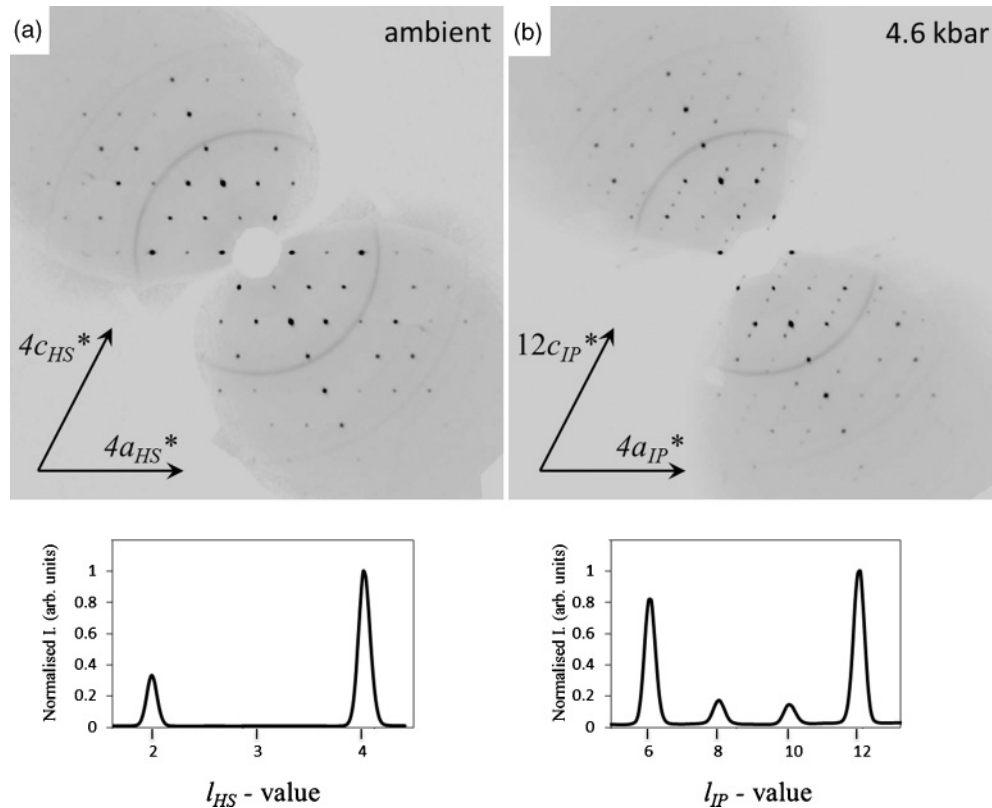 (a)
ambient
4c_HS*
4a_HS*
(b)
4.6 kbar
12c_IP*
4a_IP*
Normalised I. (arb. units)
1
0.8
0.6
0.4
0.2
0
2
3
4
l_HS - value
Normalised I. (arb. units)
1
0.8
0.6
0.4
0.2
0
6
8
10
12
l_IP - value